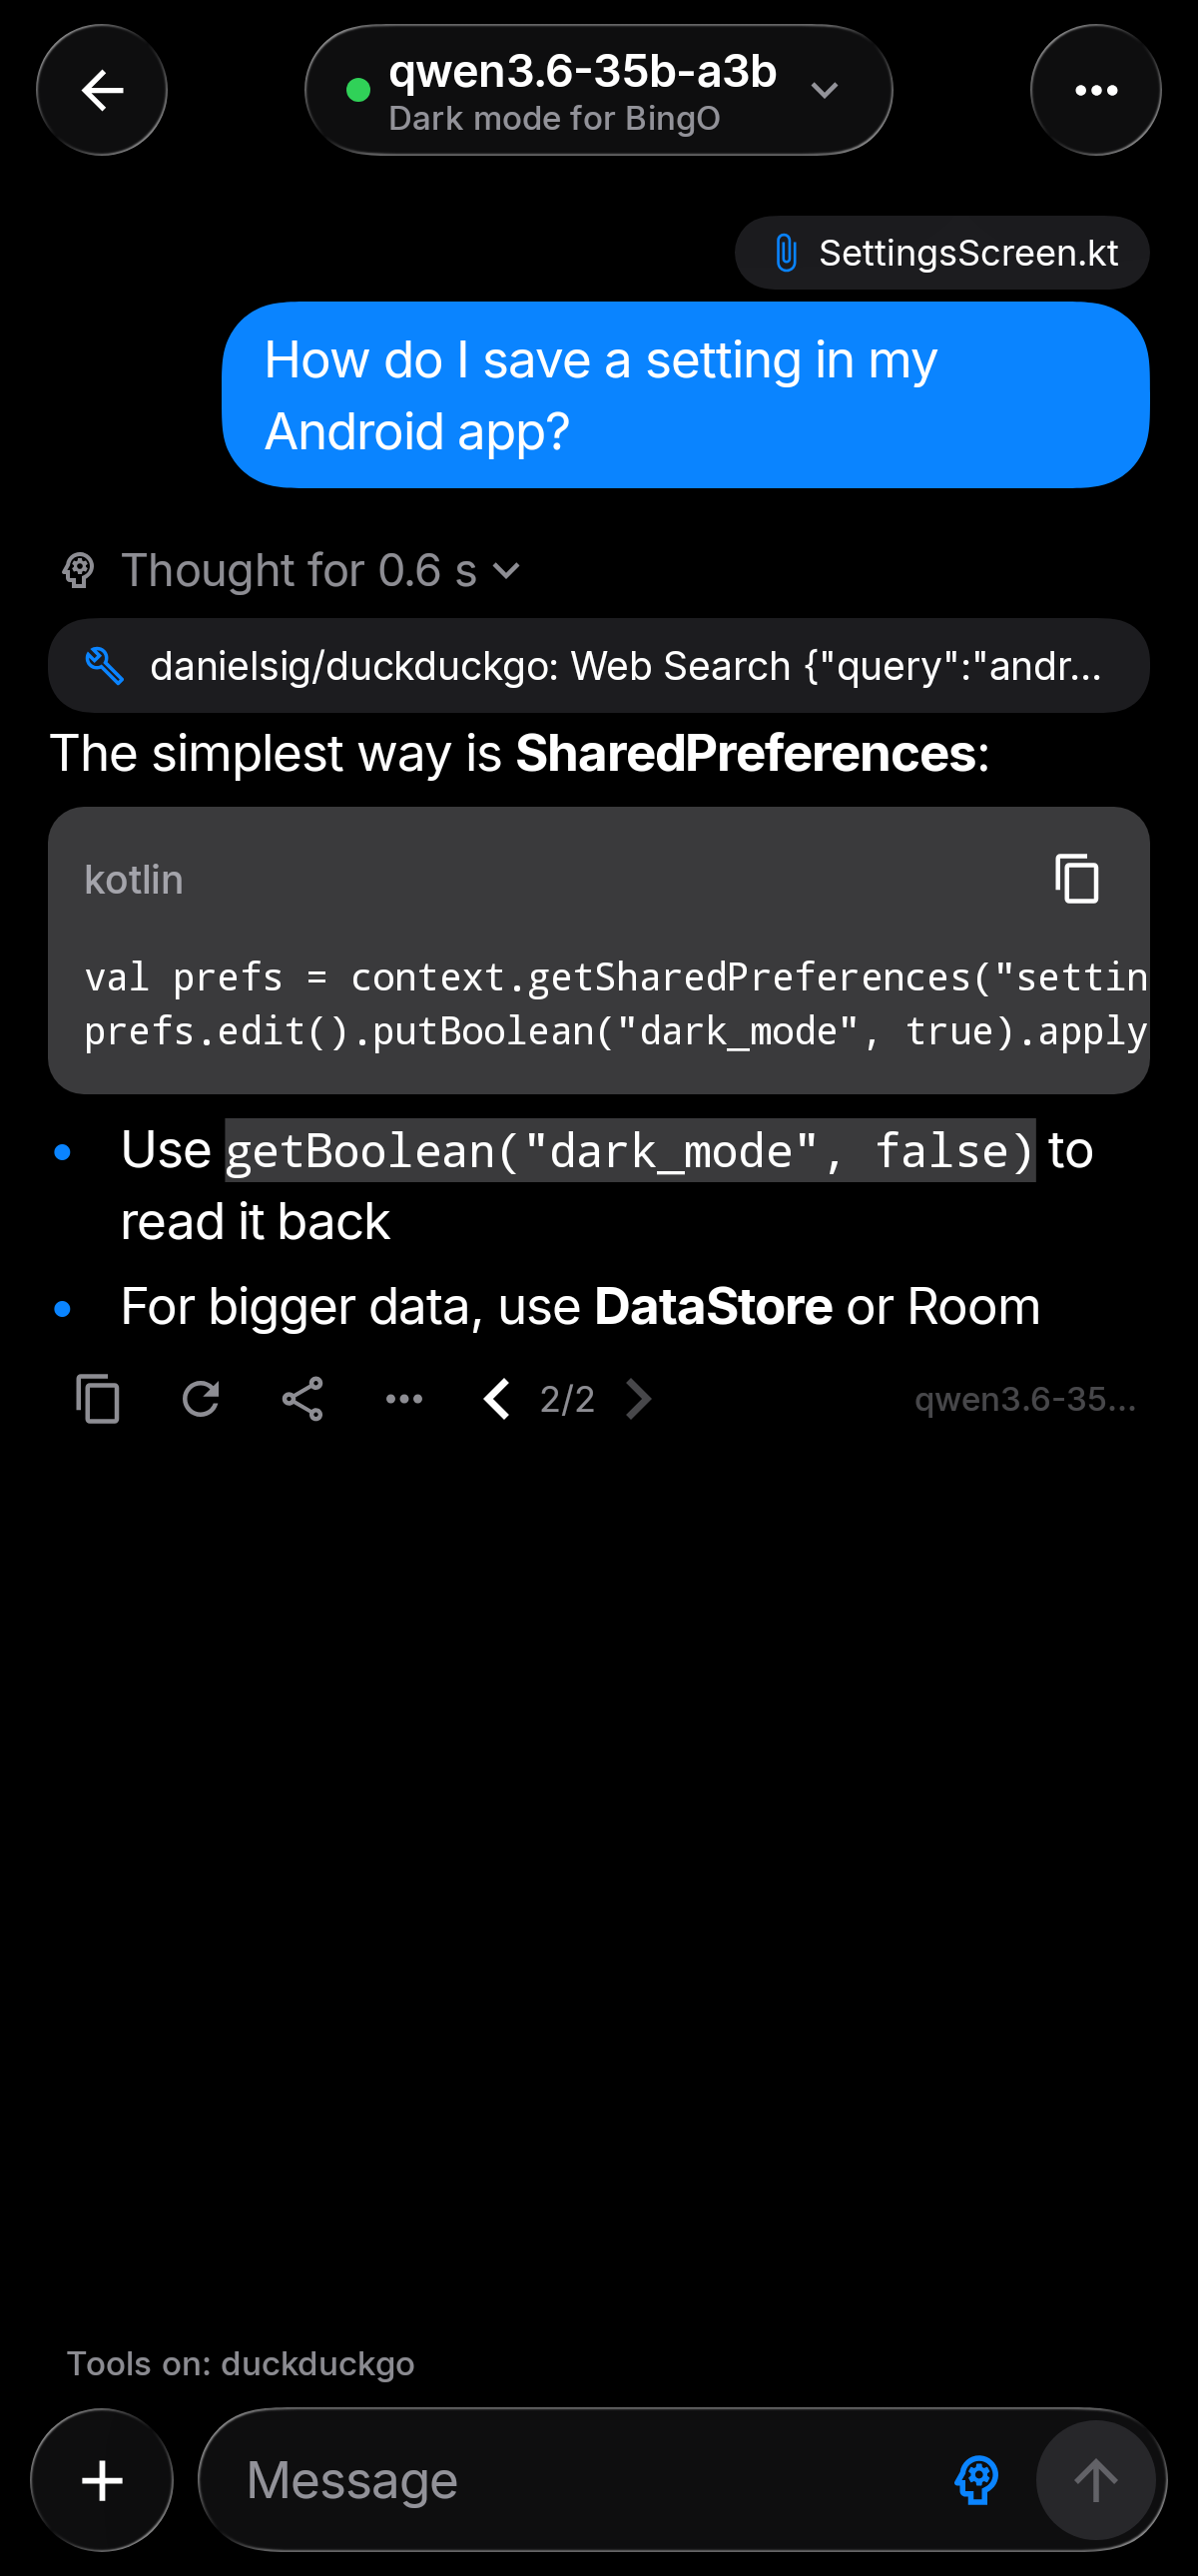 qwen3.6-35b-a3b
Dark mode for BingO
SettingsScreen.kt
How do I save a setting in my
Android app?
Thought for 0.6 s
danielsig/duckduckgo: Web Search {"query":"andr...
The simplest way is SharedPreferences:
kotlin
val prefs = context.getSharedPreferences("settin
prefs.edit().putBoolean("dark_mode", true).apply
• Use getBoolean("dark_mode", false) to
read it back
• For bigger data, use DataStore or Room
2/2
qwen3.6-35...
Tools on: duckduckgo
Message